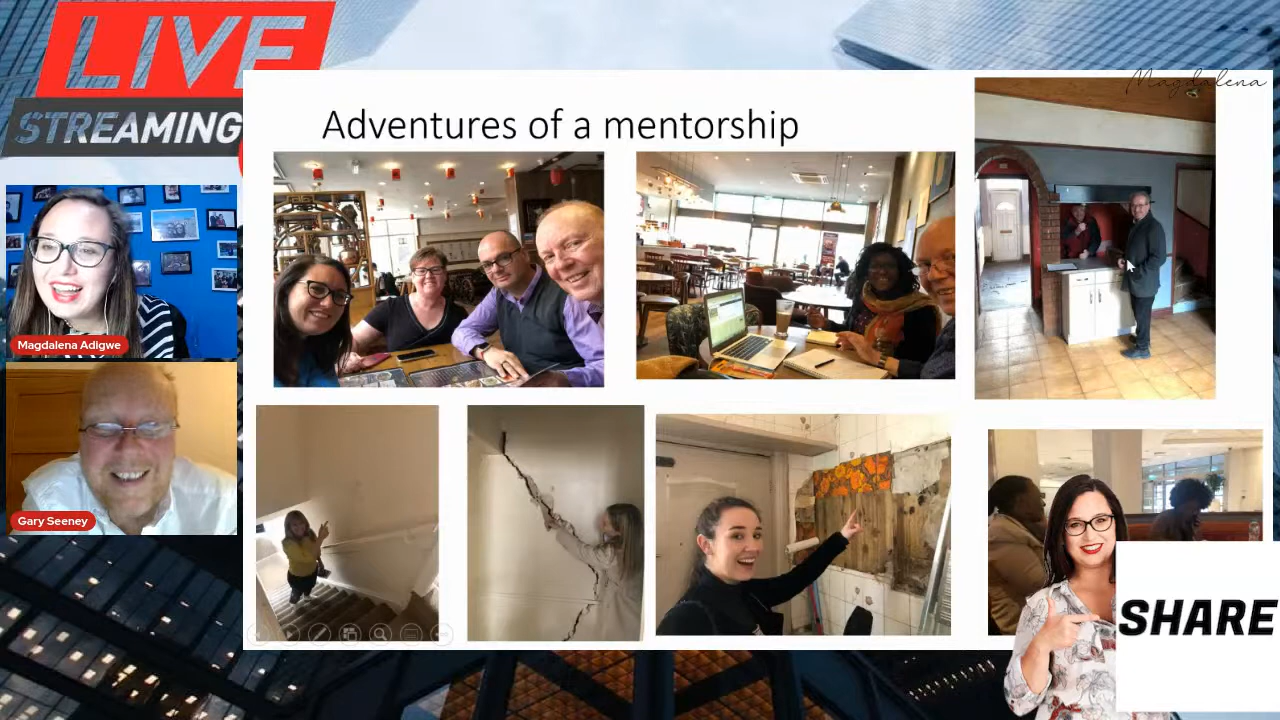 LIVE
STREAMING
Magdalena
Adventures of a mentorship
Magdalena Adigwe
Gary Seeney
SHARE